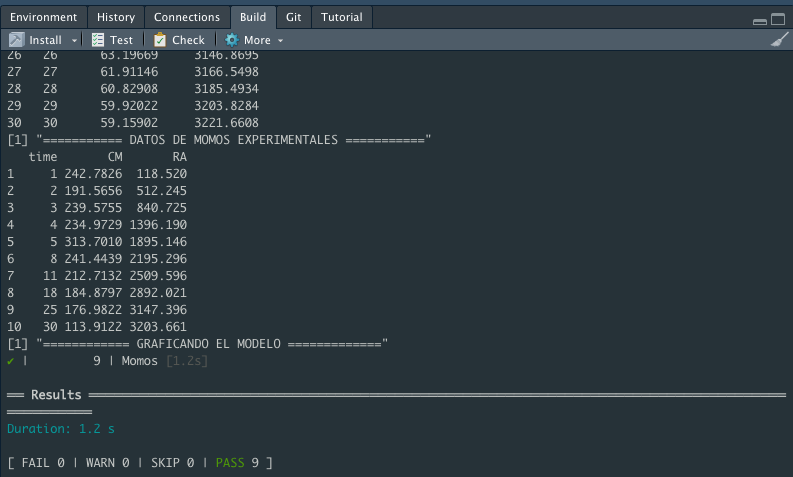 Environment History Connections Build Git Tutorial
Install Test Check More
26 26 63.19669 3146.8695
27 27 61.91146 3166.5498
28 28 60.82908 3185.4934
29 29 59.92022 3203.8284
30 30 59.15902 3221.6608
[1] "=========== DATOS DE MOMOS EXPERIMENTALES ==========="
time CM RA
1 1 242.7826 118.520
2 2 191.5656 512.245
3 3 239.5755 840.725
4 4 234.9729 1396.190
5 5 313.7010 1895.146
6 8 241.4439 2195.296
7 11 212.7132 2509.596
8 18 184.8797 2892.021
9 25 176.9822 3147.396
10 30 113.9122 3203.661
[1] "============ GRAFICANDO EL MODELO ============="
✔ | 9 | Momos [1.2s]
══ Results ══════════════════════════════════════════════════════════════════════════════════════════════════
════════════
Duration: 1.2 s
[ FAIL 0 | WARN 0 | SKIP 0 | PASS 9 ]